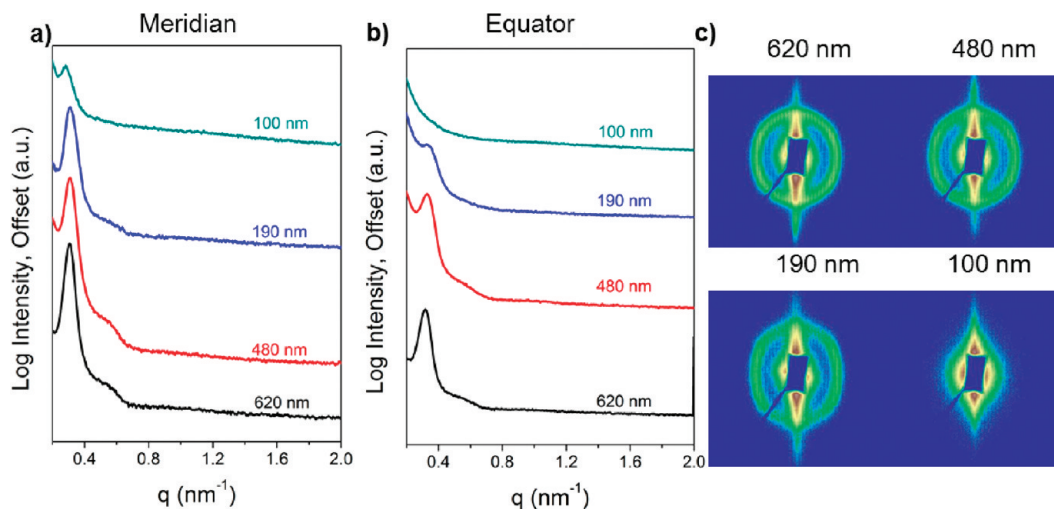 a) Meridian
Log Intensity, Offset (a.u.)
100 nm
190 nm
480 nm
620 nm
0.4 0.8 1.2 1.6 2.0
q (nm⁻¹)
b) Equator
Log Intensity, Offset (a.u.)
100 nm
190 nm
480 nm
620 nm
0.4 0.8 1.2 1.6 2.0
q (nm⁻¹)
c)
620 nm 480 nm
190 nm 100 nm